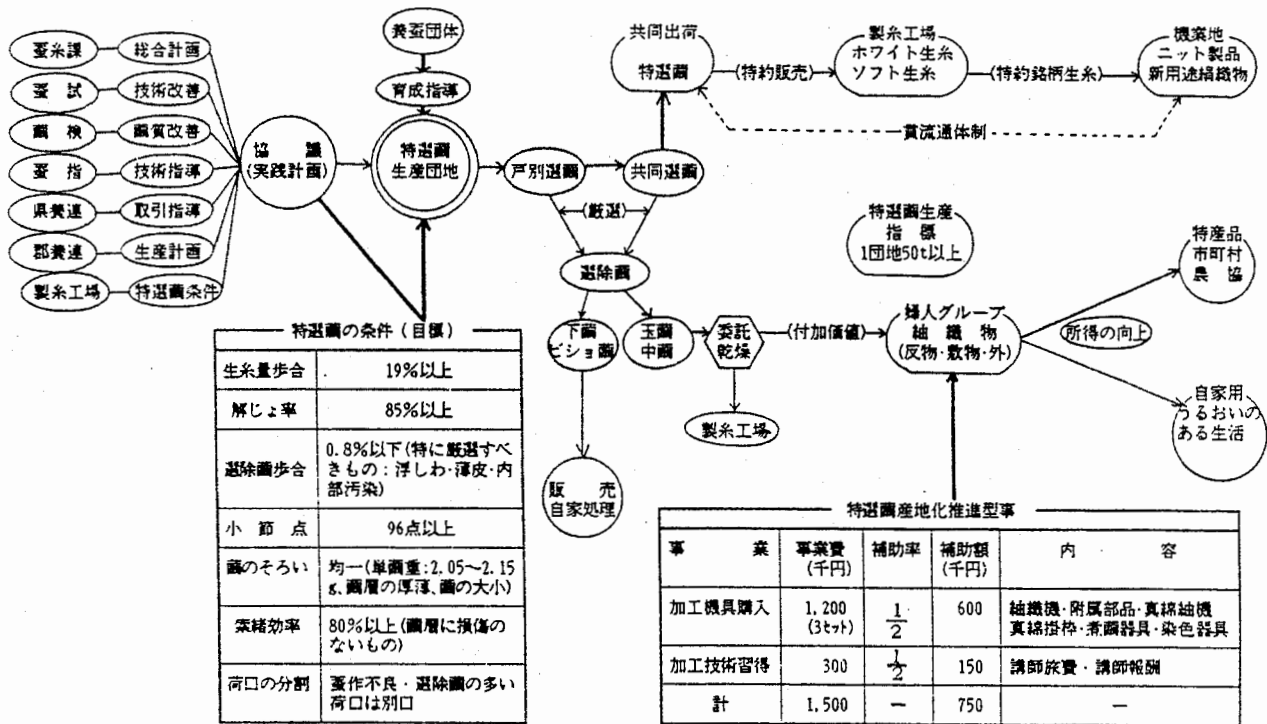 蚕糸課
総合計画
蚕試
技術改善
繭検
繭質改善
蚕指
技術指導
県養連
取引指導
郡養連
生産計画
製糸工場
特選繭条件
協議
(実践計画)
養蚕団体
育成指導
特選繭
生産団地
戸別選繭
共同選繭
(厳選)
選除繭
下繭
ビショ繭
玉繭
中繭
委託
乾燥
製糸工場
販売
自家処理
共同出荷
特選繭
(特約販売)
製糸工場
ホワイト生糸
ソフト生糸
(特約銘柄生糸)
機業地
ニット製品
新用途絹織物
一貫流通体制
特選繭生産
指標
1団地50t以上
(付加価値)
婦人グループ
紬織物
(反物・敷物・外)
所得の向上
特産品
市町村
農協
自家用
うるおいの
ある生活
特選繭の条件(目標)
生糸量歩合 19%以上
解じょ率 85%以上
選除繭歩合 0.8%以下(特に厳選すべ
きもの:浮しわ・薄皮・内
部汚染)
小節点 96点以上
繭のそろい 均一(単繭重:2.05～2.15
g、繭層の厚薄、繭の大小)
索緒効率 80%以上(繭層に損傷の
ないもの)
荷口の分割 蚕作不良・選除繭の多い
荷口は別口
特選繭産地化推進型事
事業 事業費 補助率 補助額 内容
(千円) (千円)
加工機具購入 1,200 1/2 600 紬織機・附属部品・真綿紬機
(3セット) 真綿掛枠・煮繭器具・染色器具
加工技術習得 300 1/2 150 講師旅費・講師報酬
計 1,500 — 750 —